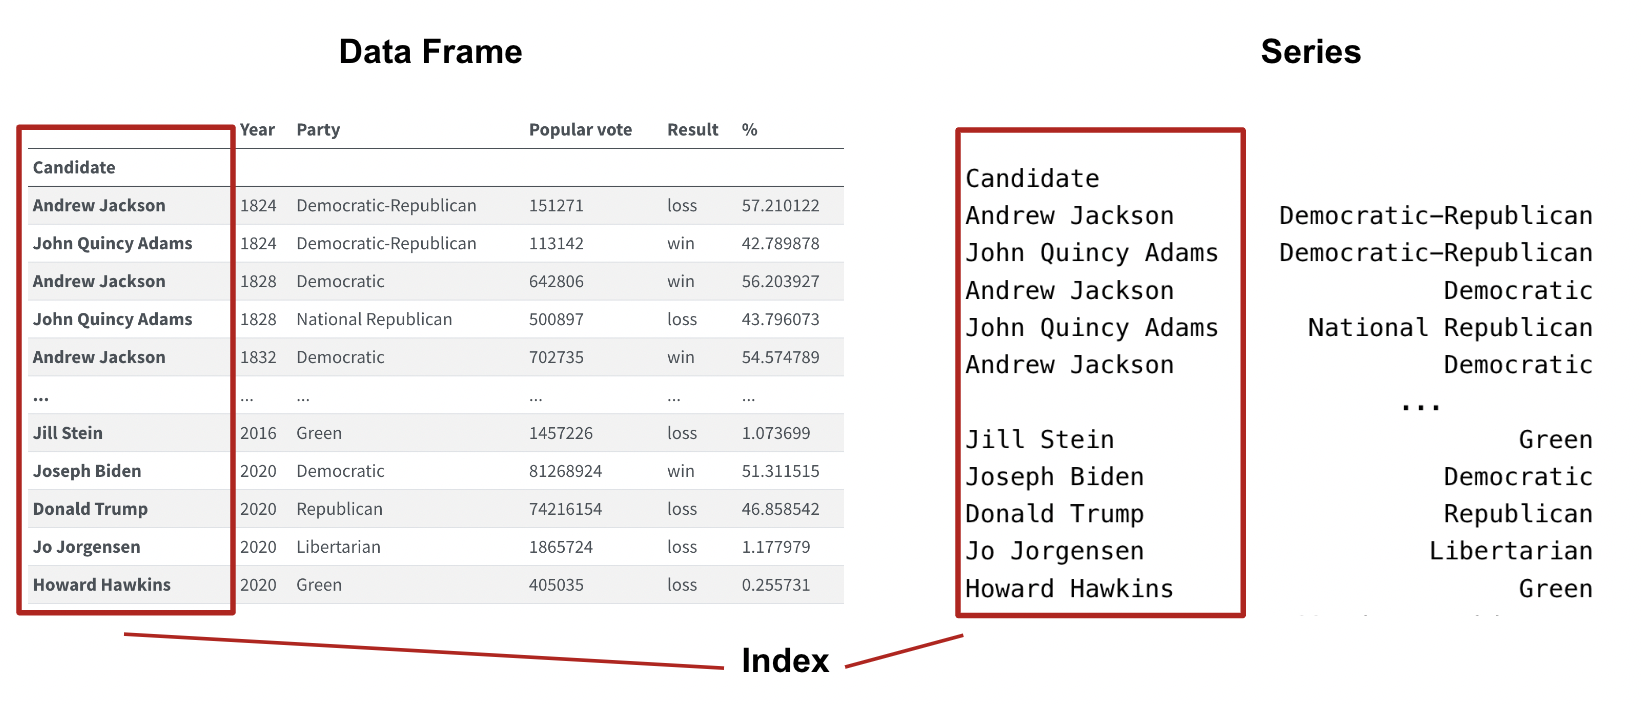 Data Frame
Series
Year Party Popular vote Result %
Candidate
Andrew Jackson 1824 Democratic-Republican 151271 loss 57.210122
John Quincy Adams 1824 Democratic-Republican 113142 win 42.789878
Andrew Jackson 1828 Democratic 642806 win 56.203927
John Quincy Adams 1828 National Republican 500897 loss 43.796073
Andrew Jackson 1832 Democratic 702735 win 54.574789
... ... ... ... ... ...
Jill Stein 2016 Green 1457226 loss 1.073699
Joseph Biden 2020 Democratic 81268924 win 51.311515
Donald Trump 2020 Republican 74216154 loss 46.858542
Jo Jorgensen 2020 Libertarian 1865724 loss 1.177979
Howard Hawkins 2020 Green 405035 loss 0.255731
Candidate
Andrew Jackson Democratic−Republican
John Quincy Adams Democratic−Republican
Andrew Jackson Democratic
John Quincy Adams National Republican
Andrew Jackson Democratic
...
Jill Stein Green
Joseph Biden Democratic
Donald Trump Republican
Jo Jorgensen Libertarian
Howard Hawkins Green
Index